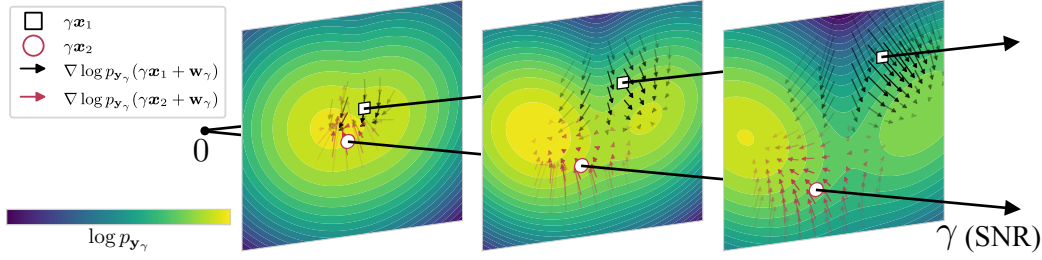 γx₁
γx₂
∇ log p_{y_γ}(γx₁ + w_γ)
∇ log p_{y_γ}(γx₂ + w_γ)
0
log p_{y_γ}
γ (SNR)